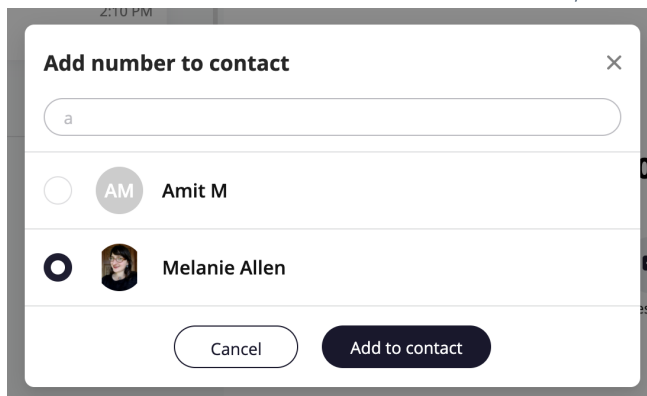 2:10 PM
Add number to contact
a
AM
Amit M
Melanie Allen
Cancel
Add to contact